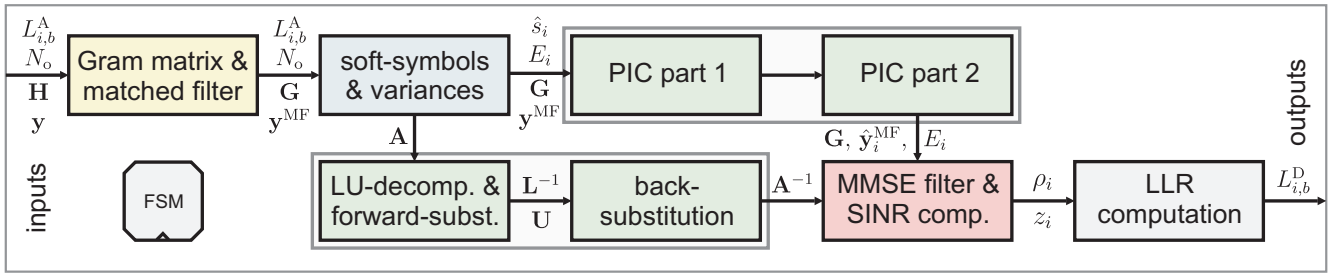 L^A_{i,b}
N_o
H
y
Gram matrix &
matched filter
L^A_{i,b}
N_o
G
y^MF
soft-symbols
& variances
ŝ_i
E_i
G
y^MF
PIC part 1
PIC part 2
A
G, ŷ_i^MF, E_i
inputs
FSM
LU-decomp. &
forward-subst.
L^−1
U
back-
substitution
A^−1
MMSE filter &
SINR comp.
ρ_i
z_i
LLR
computation
L^D_{i,b}
outputs